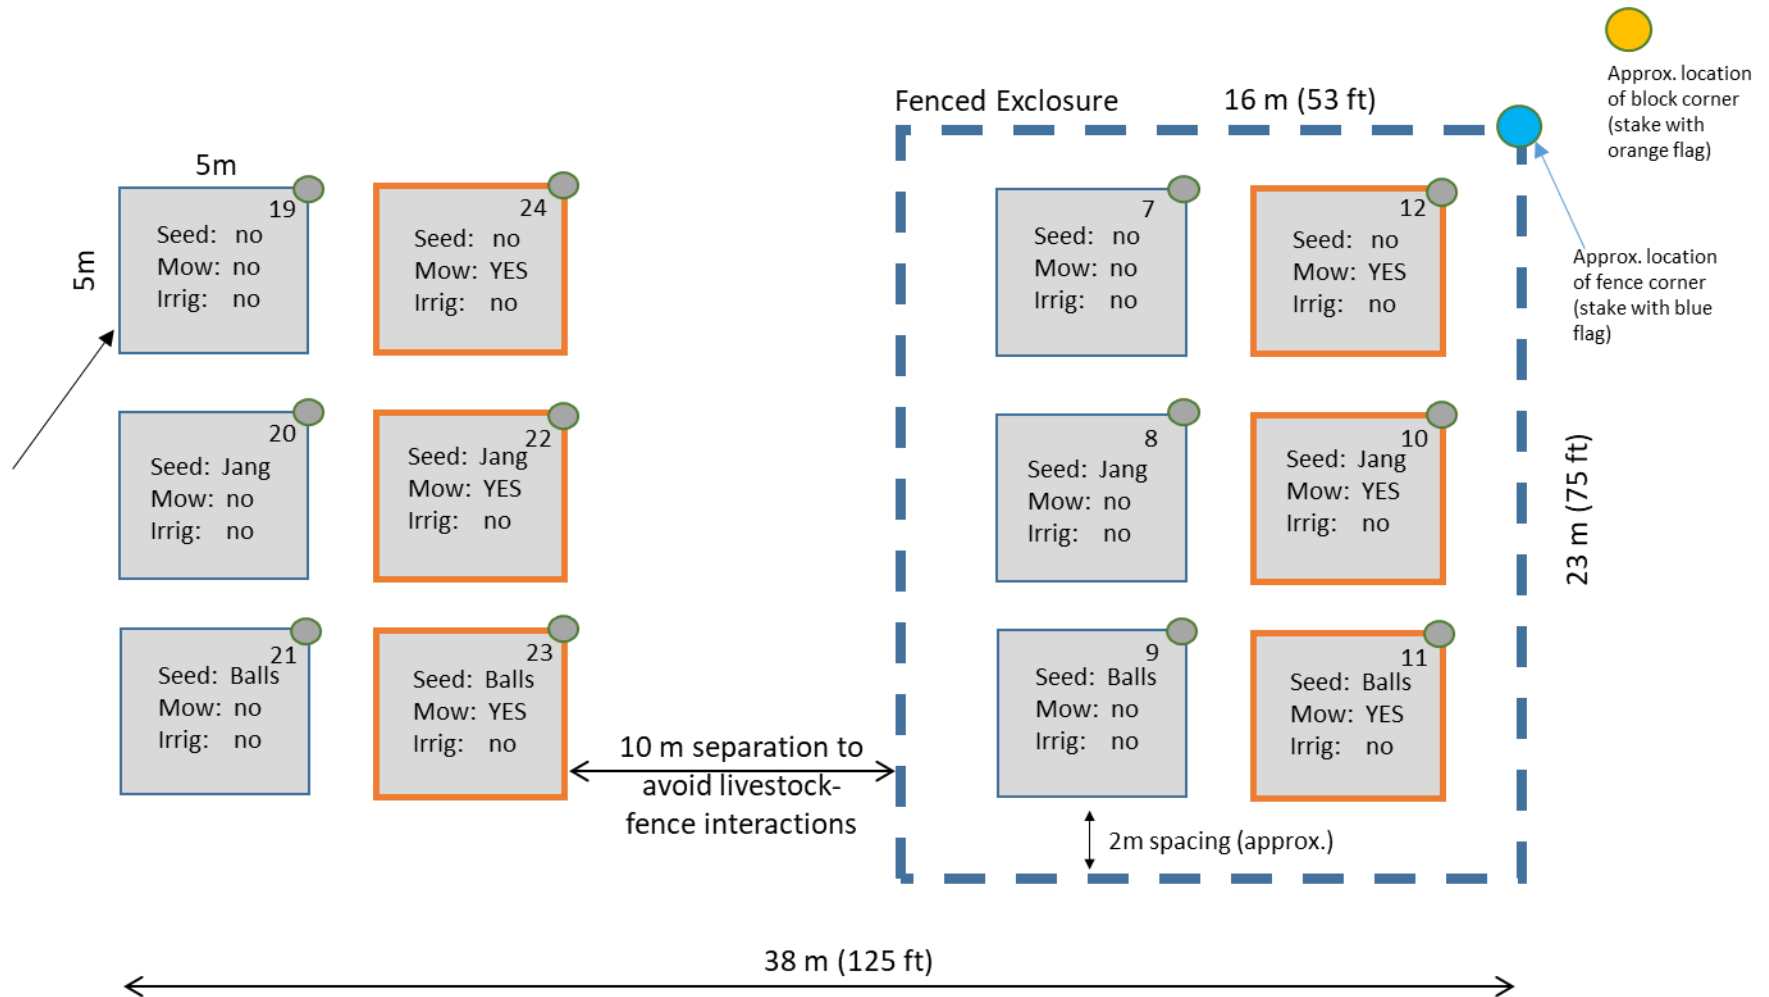 Approx. location
of block corner
(stake with
orange flag)
Fenced Exclosure
16 m (53 ft)
5m
5m
19
Seed: no
Mow: no
Irrig: no
24
Seed: no
Mow: YES
Irrig: no
7
Seed: no
Mow: no
Irrig: no
12
Seed: no
Mow: YES
Irrig: no
Approx. location
of fence corner
(stake with blue
flag)
20
Seed: Jang
Mow: no
Irrig: no
22
Seed: Jang
Mow: YES
Irrig: no
8
Seed: Jang
Mow: no
Irrig: no
10
Seed: Jang
Mow: YES
Irrig: no
23 m (75 ft)
21
Seed: Balls
Mow: no
Irrig: no
23
Seed: Balls
Mow: YES
Irrig: no
9
Seed: Balls
Mow: no
Irrig: no
11
Seed: Balls
Mow: YES
Irrig: no
10 m separation to
avoid livestock-
fence interactions
2m spacing (approx.)
38 m (125 ft)